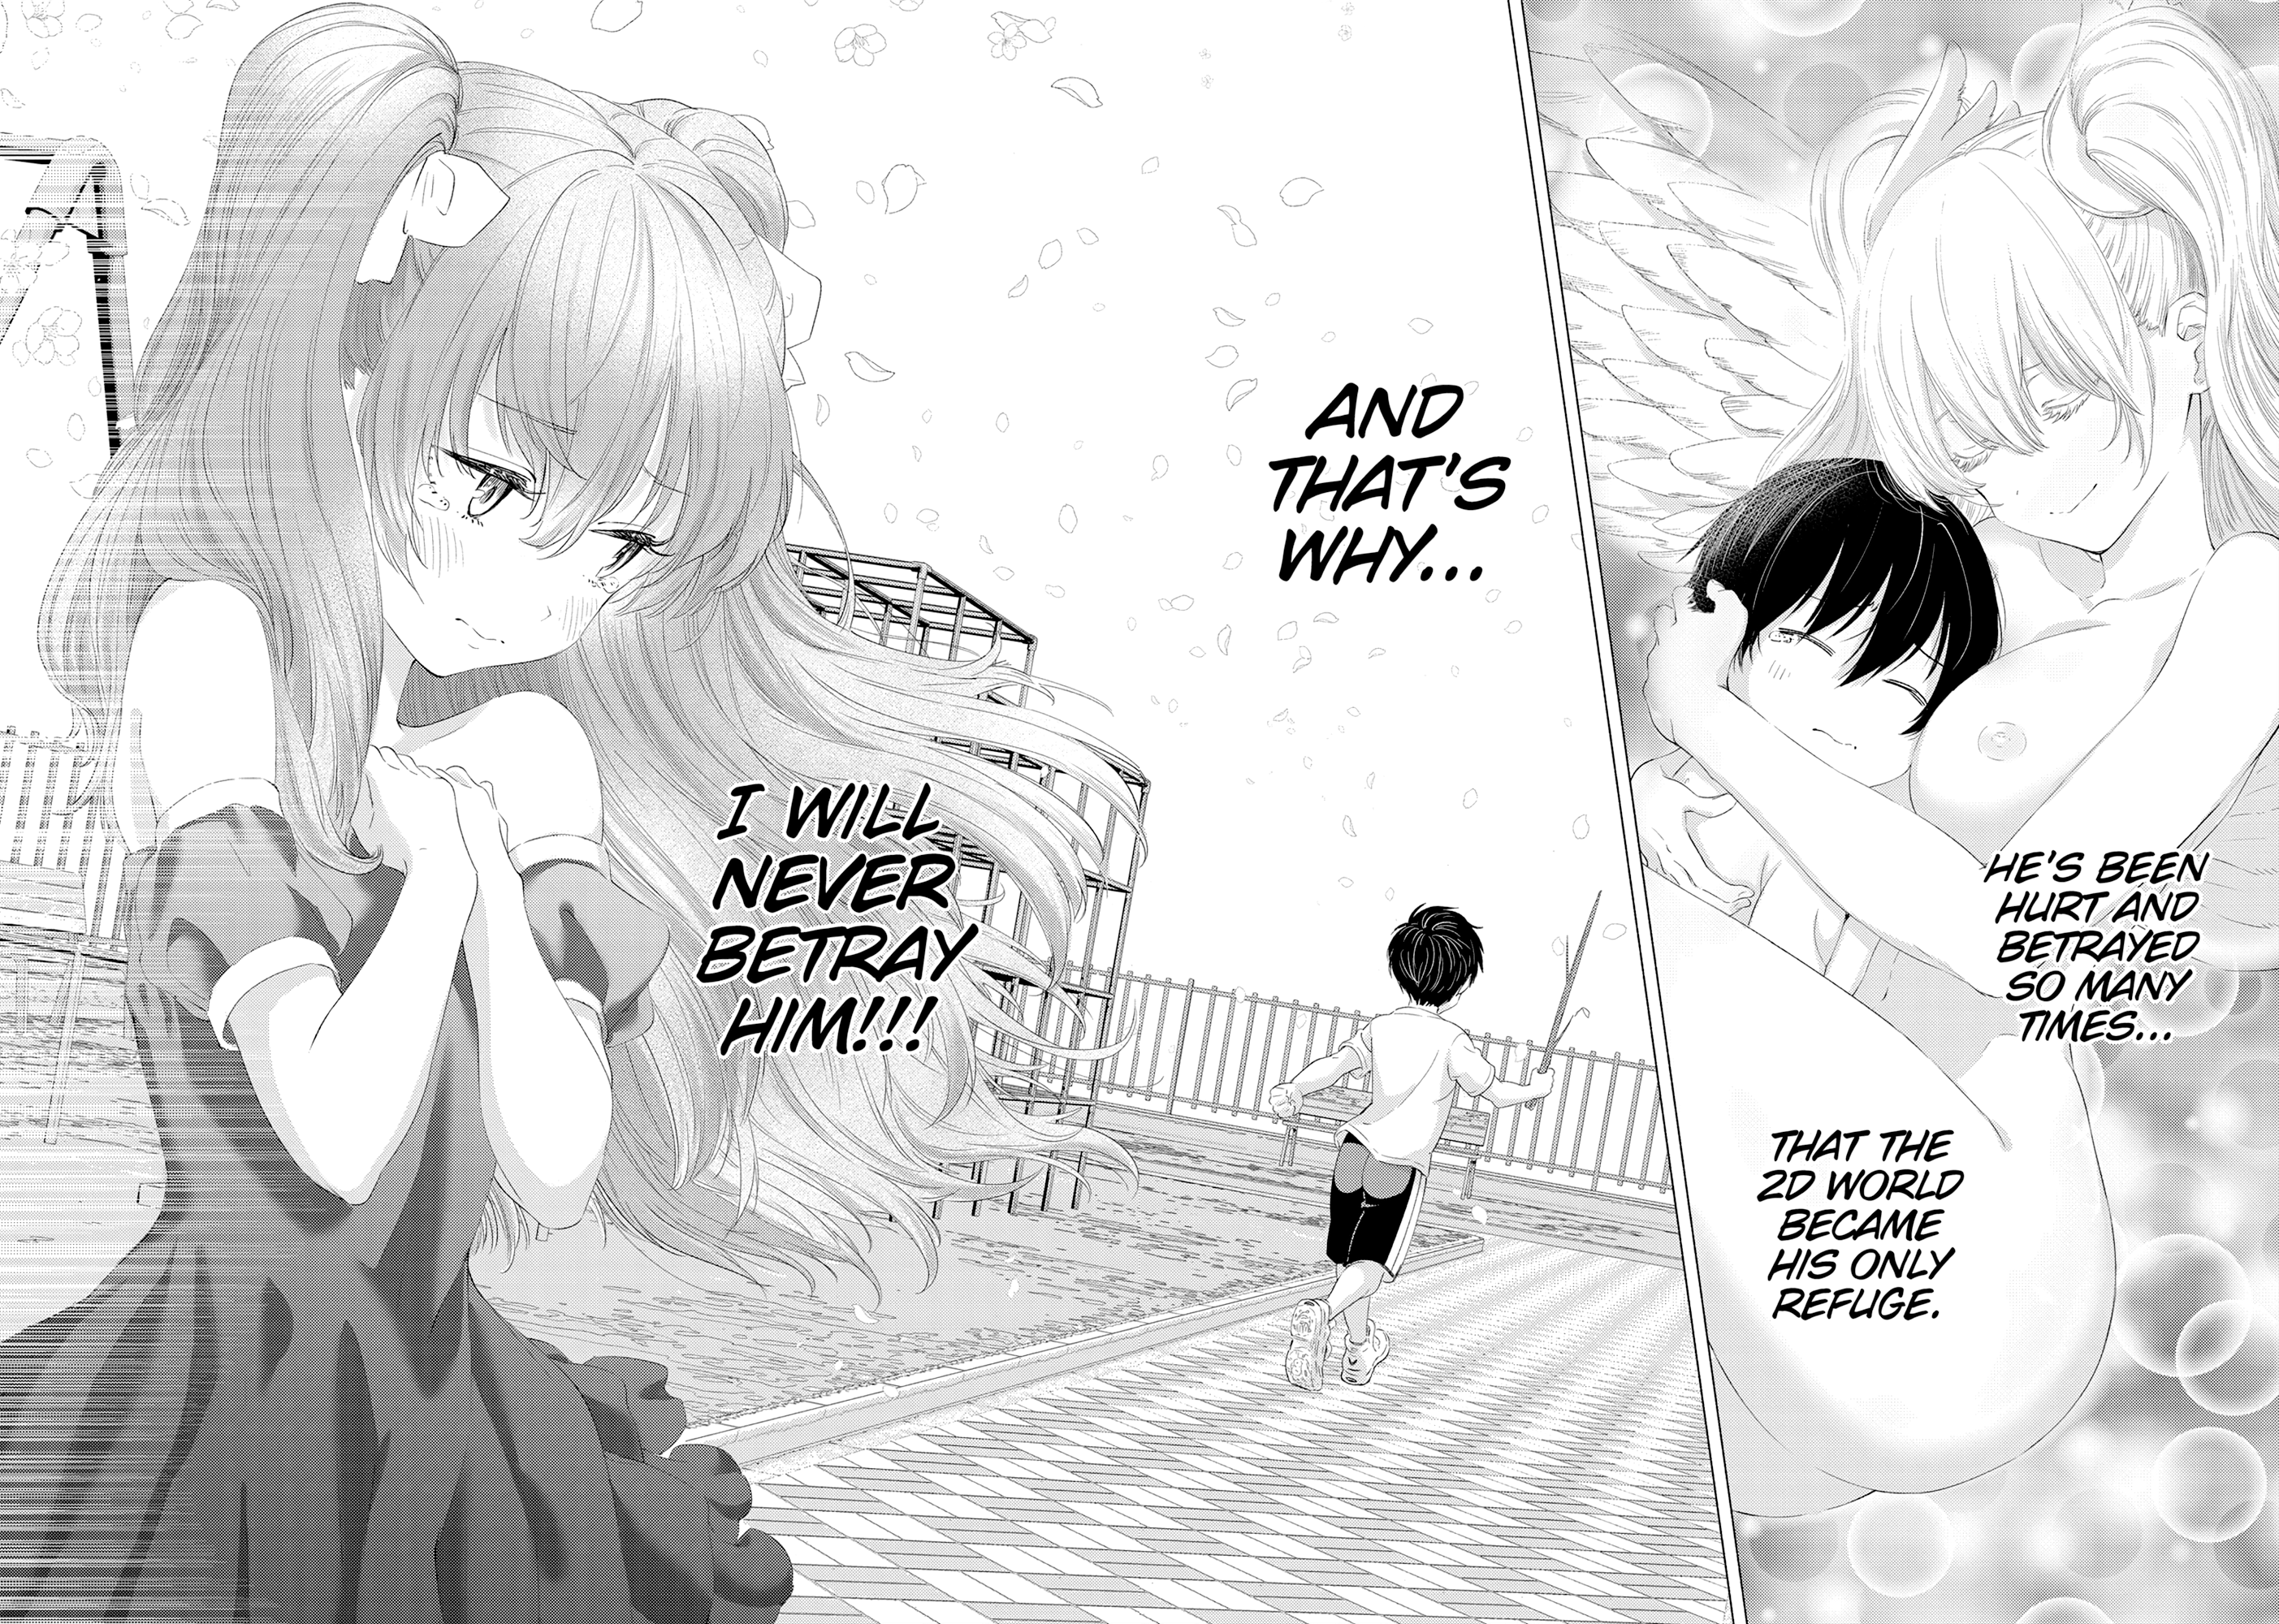 HE'S BEEN
HURT AND
BETRAYED
SO MANY
TIMES...
THAT THE
2D WORLD
BECAME
HIS ONLY
REFUGE.
AND
THAT'S
WHY...
I WILL
NEVER
BETRAY
HIM!!!